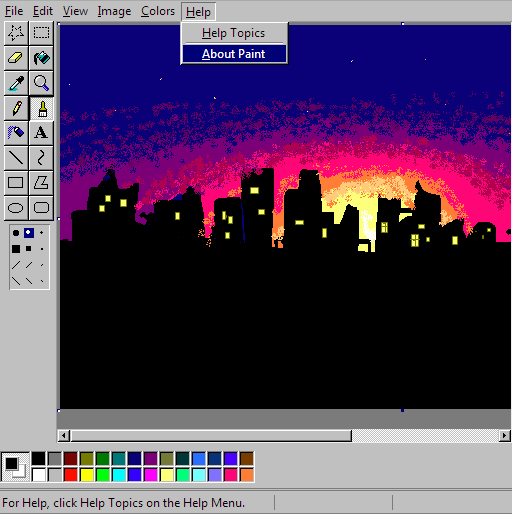 File Edit View Image Colors Help
Help Topics
About Paint
A
For Help, click Help Topics on the Help Menu.